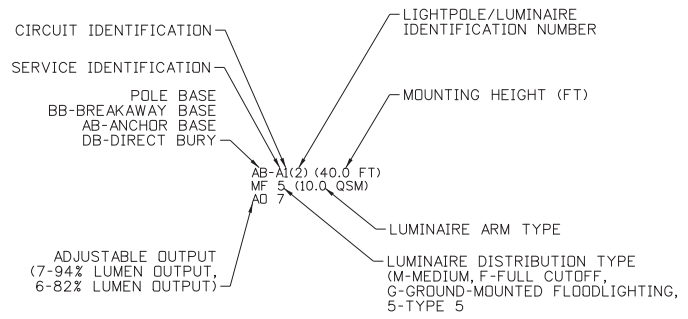 CIRCUIT IDENTIFICATION
SERVICE IDENTIFICATION
POLE BASE
BB-BREAKAWAY BASE
AB-ANCHOR BASE
DB-DIRECT BURY
LIGHTPOLE/LUMINAIRE
IDENTIFICATION NUMBER
MOUNTING HEIGHT (FT)
AB-A1(2) (40.0 FT)
MF 5 (10.0 QSM)
AO 7
LUMINAIRE ARM TYPE
ADJUSTABLE OUTPUT
(7-94% LUMEN OUTPUT,
6-82% LUMEN OUTPUT)
LUMINAIRE DISTRIBUTION TYPE
(M-MEDIUM, F-FULL CUTOFF,
G-GROUND-MOUNTED FLOODLIGHTING,
5-TYPE 5